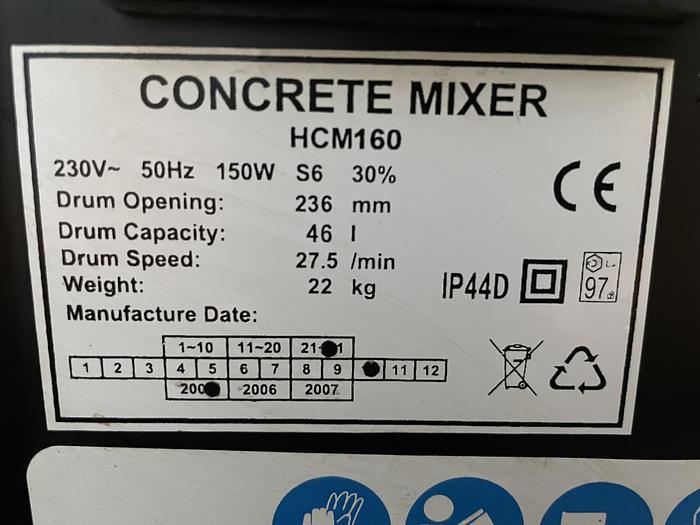 CONCRETE MIXER
HCM160
230V~ 50Hz 150W S6 30%
Drum Opening: 236 mm
Drum Capacity: 46 l
Drum Speed: 27.5 /min
Weight: 22 kg
Manufacture Date:
CE
IP44D
97
1~10 11~20 21~ 1
1 2 3 4 5 6 7 8 9 11 12
200 2006 2007